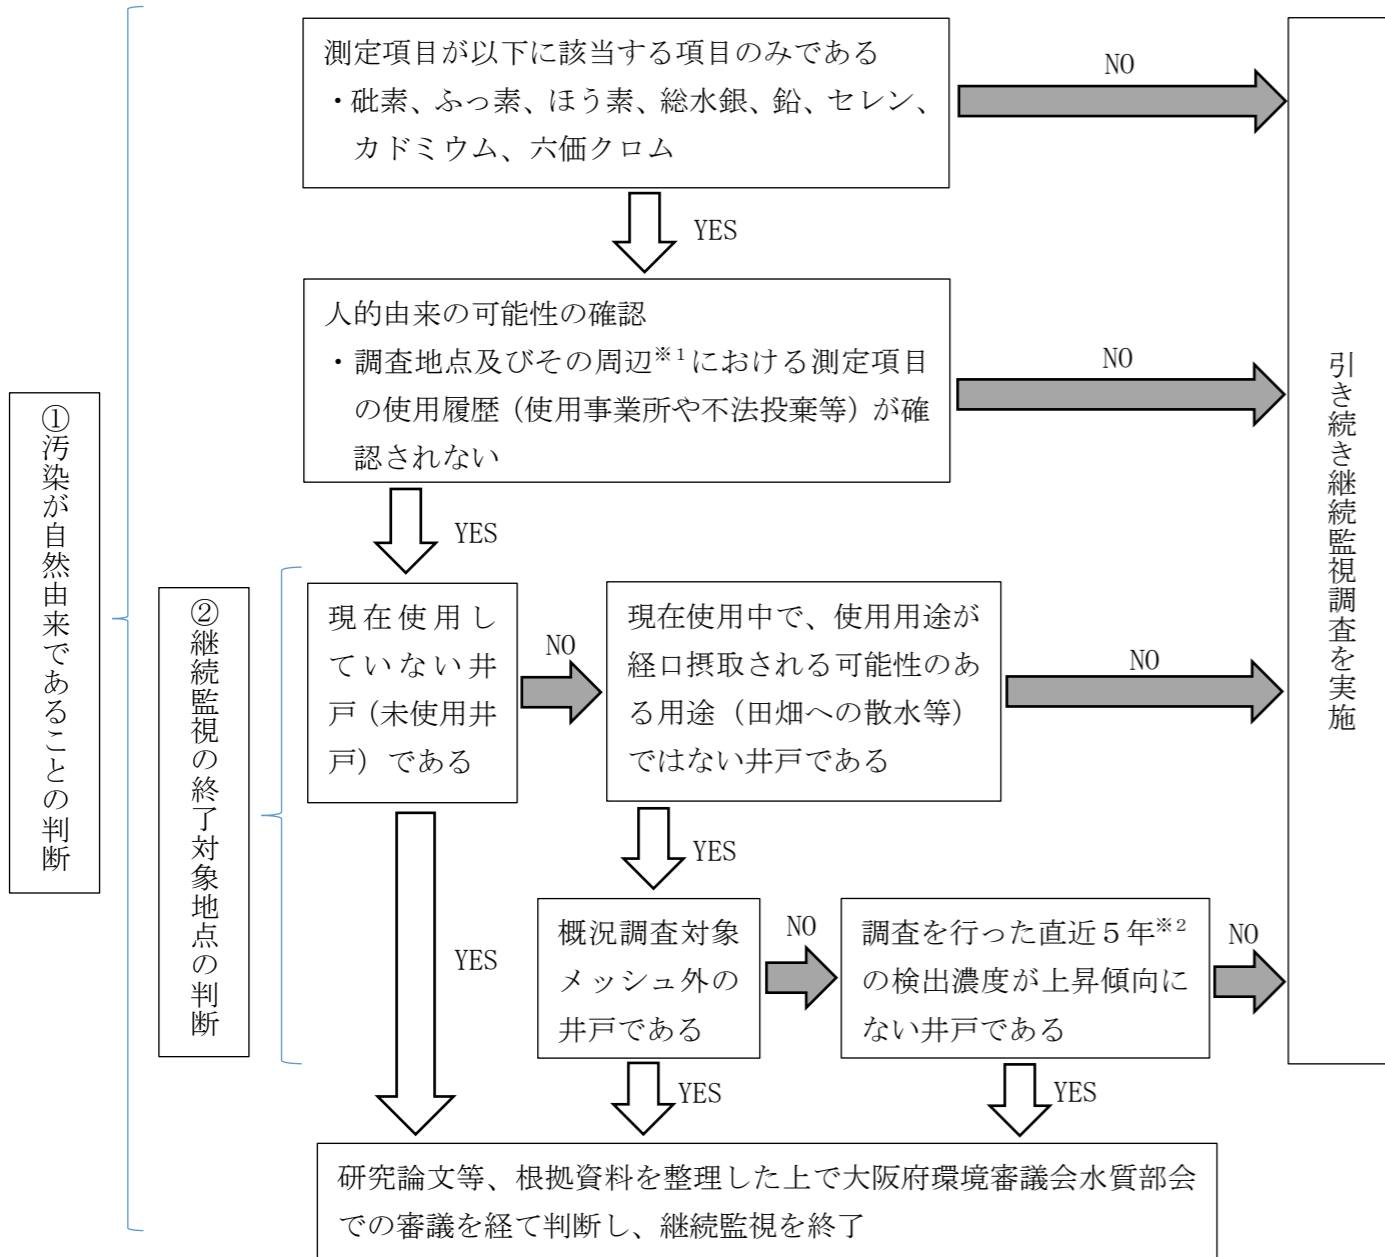 測定項目が以下に該当する項目のみである
・砒素、ふっ素、ほう素、総水銀、鉛、セレン、
カドミウム、六価クロム
NO
YES
人的由来の可能性の確認
・調査地点及びその周辺※1における測定項目
の使用履歴（使用事業所や不法投棄等）が確
認されない
NO
YES
①汚染が自然由来であることの判断
②継続監視の終了対象地点の判断
現在使用し
ていない井
戸（未使用井
戸）である
NO
現在使用中で、使用用途が
経口摂取される可能性のあ
る用途（田畑への散水等）
ではない井戸である
NO
引き続き継続監視調査を実施
YES
YES
概況調査対象
メッシュ外の
井戸である
NO
調査を行った直近５年※2
の検出濃度が上昇傾向に
ない井戸である
NO
YES
YES
研究論文等、根拠資料を整理した上で大阪府環境審議会水質部会
での審議を経て判断し、継続監視を終了